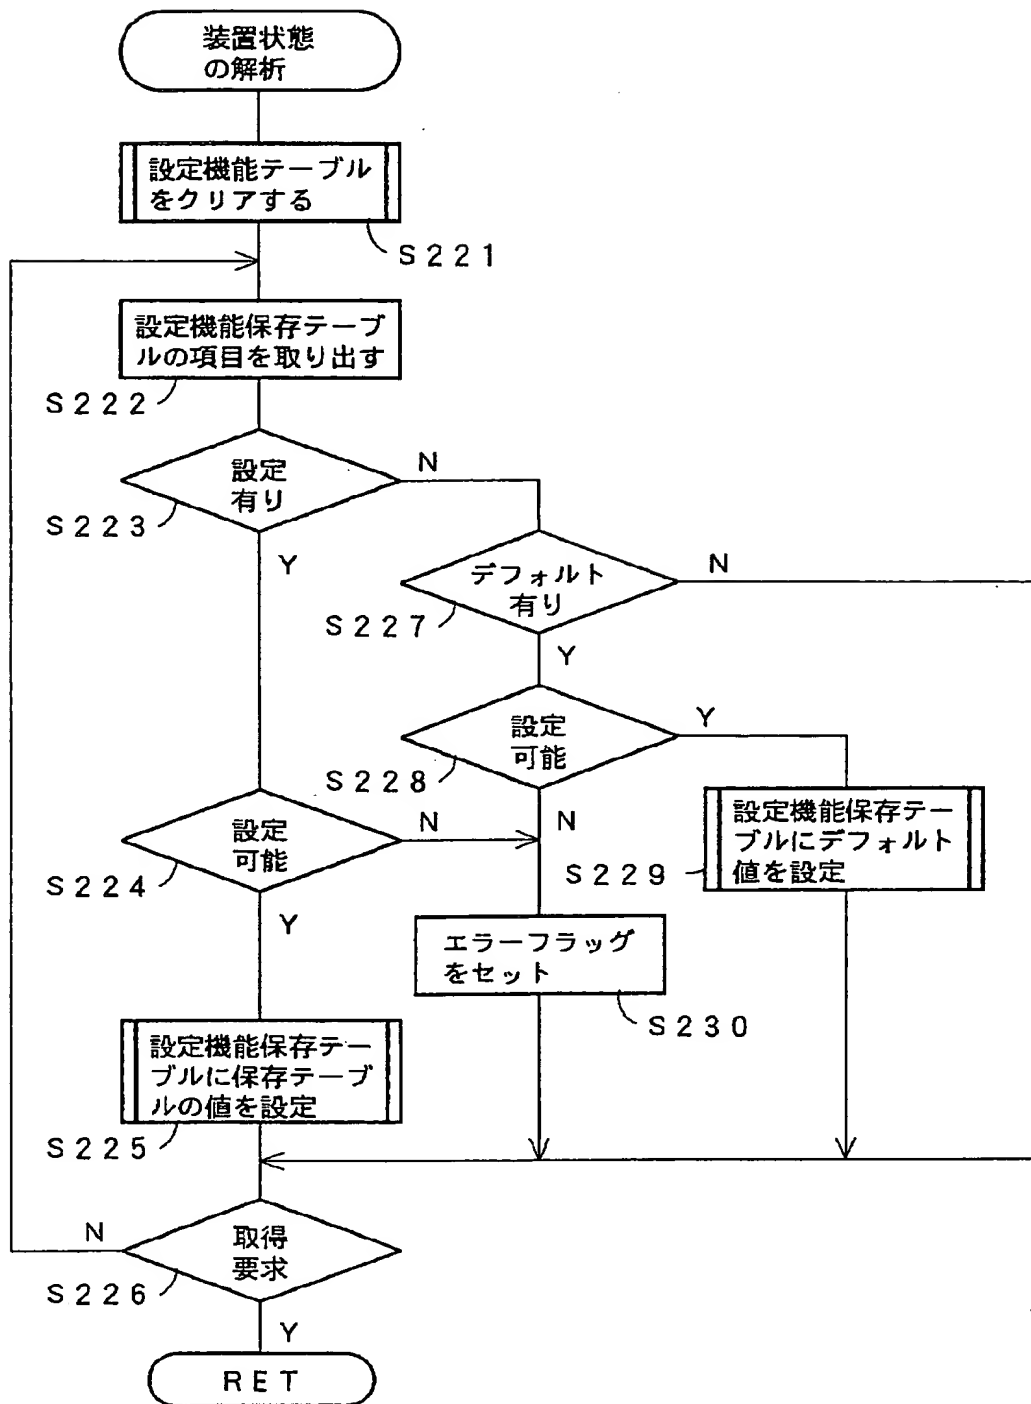 装置状態
の解析
設定機能テーブル
をクリアする
S221
設定機能保存テーブ
ルの項目を取り出す
S222
設定
有り
N
S223
Y
デフォルト
有り
N
S227
Y
設定
可能
Y
S228
N
設定
可能
N
S224
Y
設定機能保存テー
ブルにデフォルト
値を設定
S229
エラーフラッグ
をセット
S230
設定機能保存テー
ブルに保存テーブ
ルの値を設定
S225
取得
要求
N
S226
Y
RET